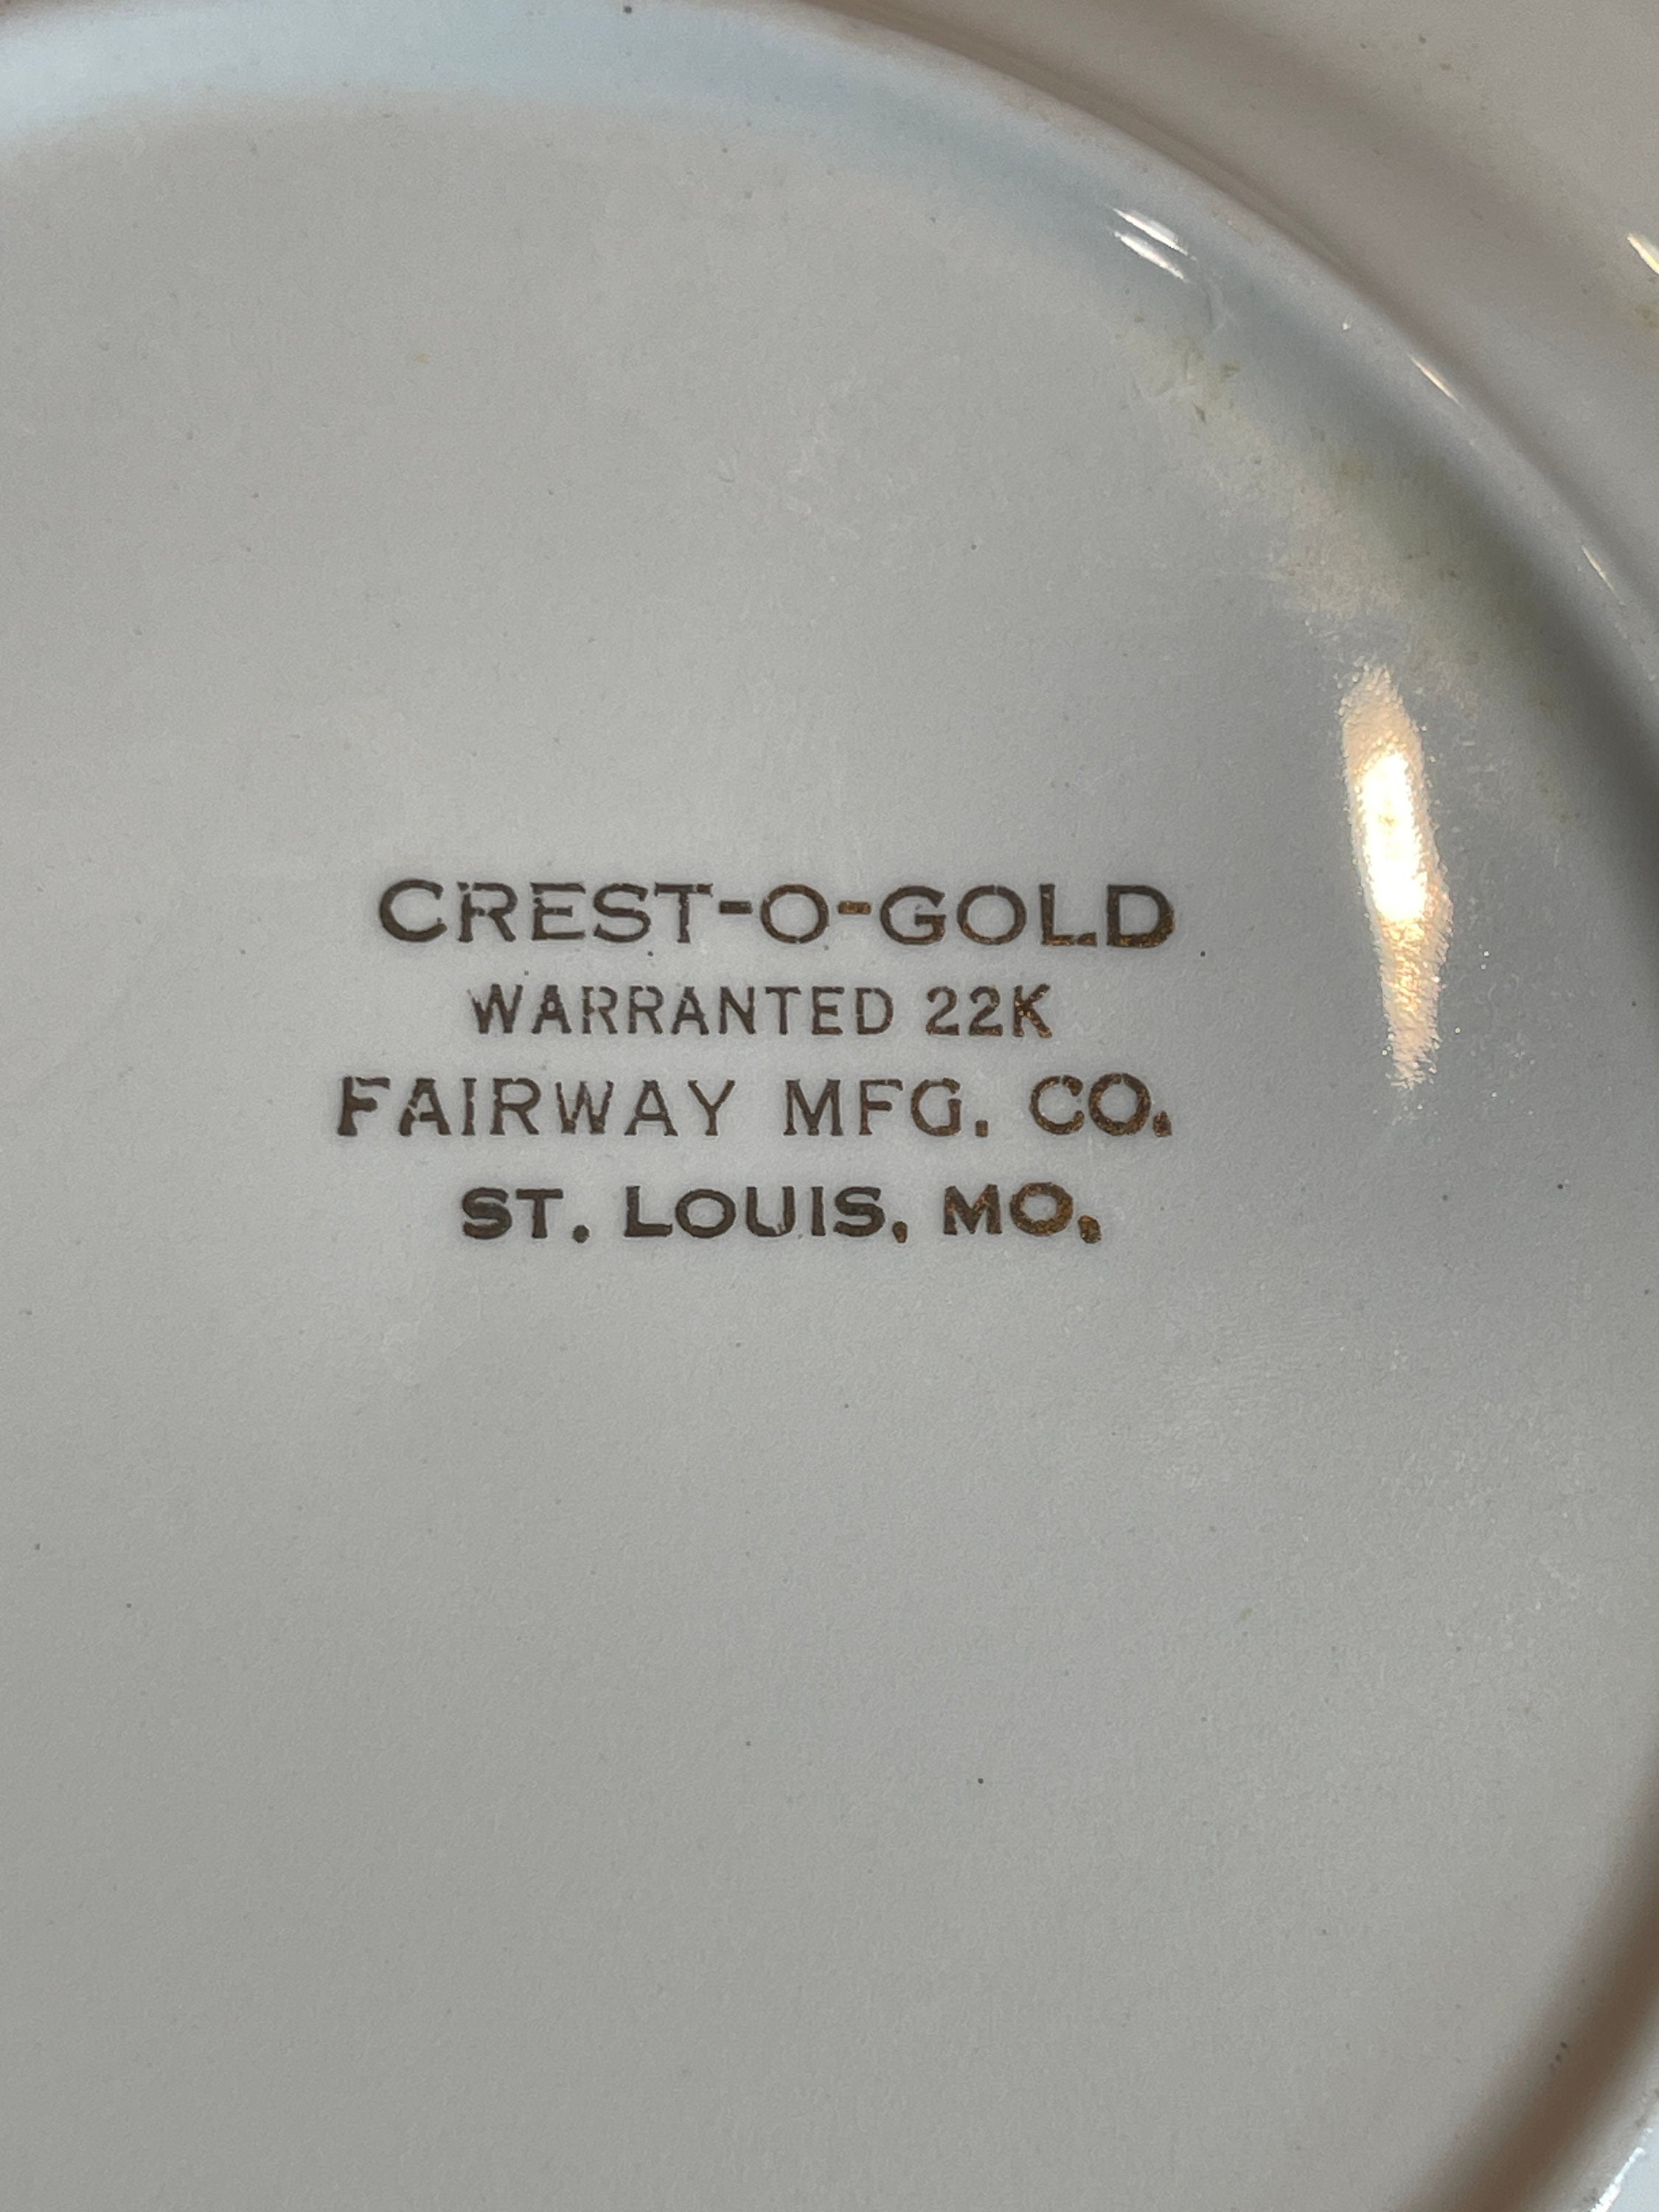 CREST-O-GOLD
WARRANTED 22K
FAIRWAY MFG. CO.
ST. LOUIS, MO.